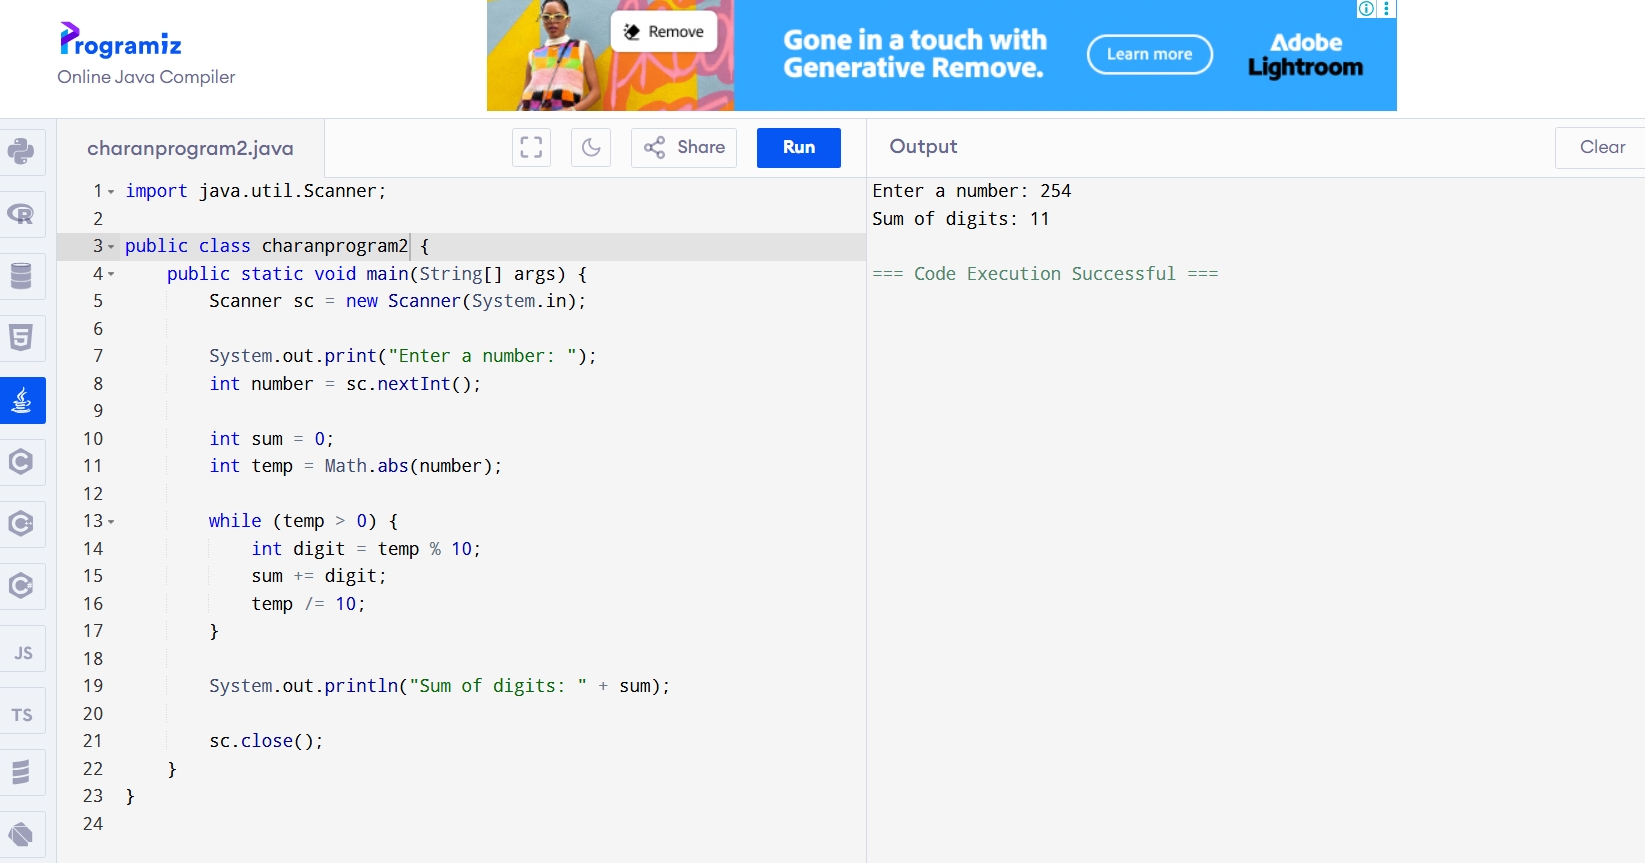 Programiz
Online Java Compiler
Remove
Gone in a touch with
Generative Remove.
Learn more
Adobe
Lightroom
charanprogram2.java
Share
Run
Output
Clear
1 import java.util.Scanner;
2
3 public class charanprogram2 {
4     public static void main(String[] args) {
5         Scanner sc = new Scanner(System.in);
6
7         System.out.print("Enter a number: ");
8         int number = sc.nextInt();
9
10         int sum = 0;
11         int temp = Math.abs(number);
12
13         while (temp > 0) {
14             int digit = temp % 10;
15             sum += digit;
16             temp /= 10;
17         }
18
19         System.out.println("Sum of digits: " + sum);
20
21         sc.close();
22     }
23 }
24
Enter a number: 254
Sum of digits: 11
=== Code Execution Successful ===
R
5
C
C+
C#
JS
TS